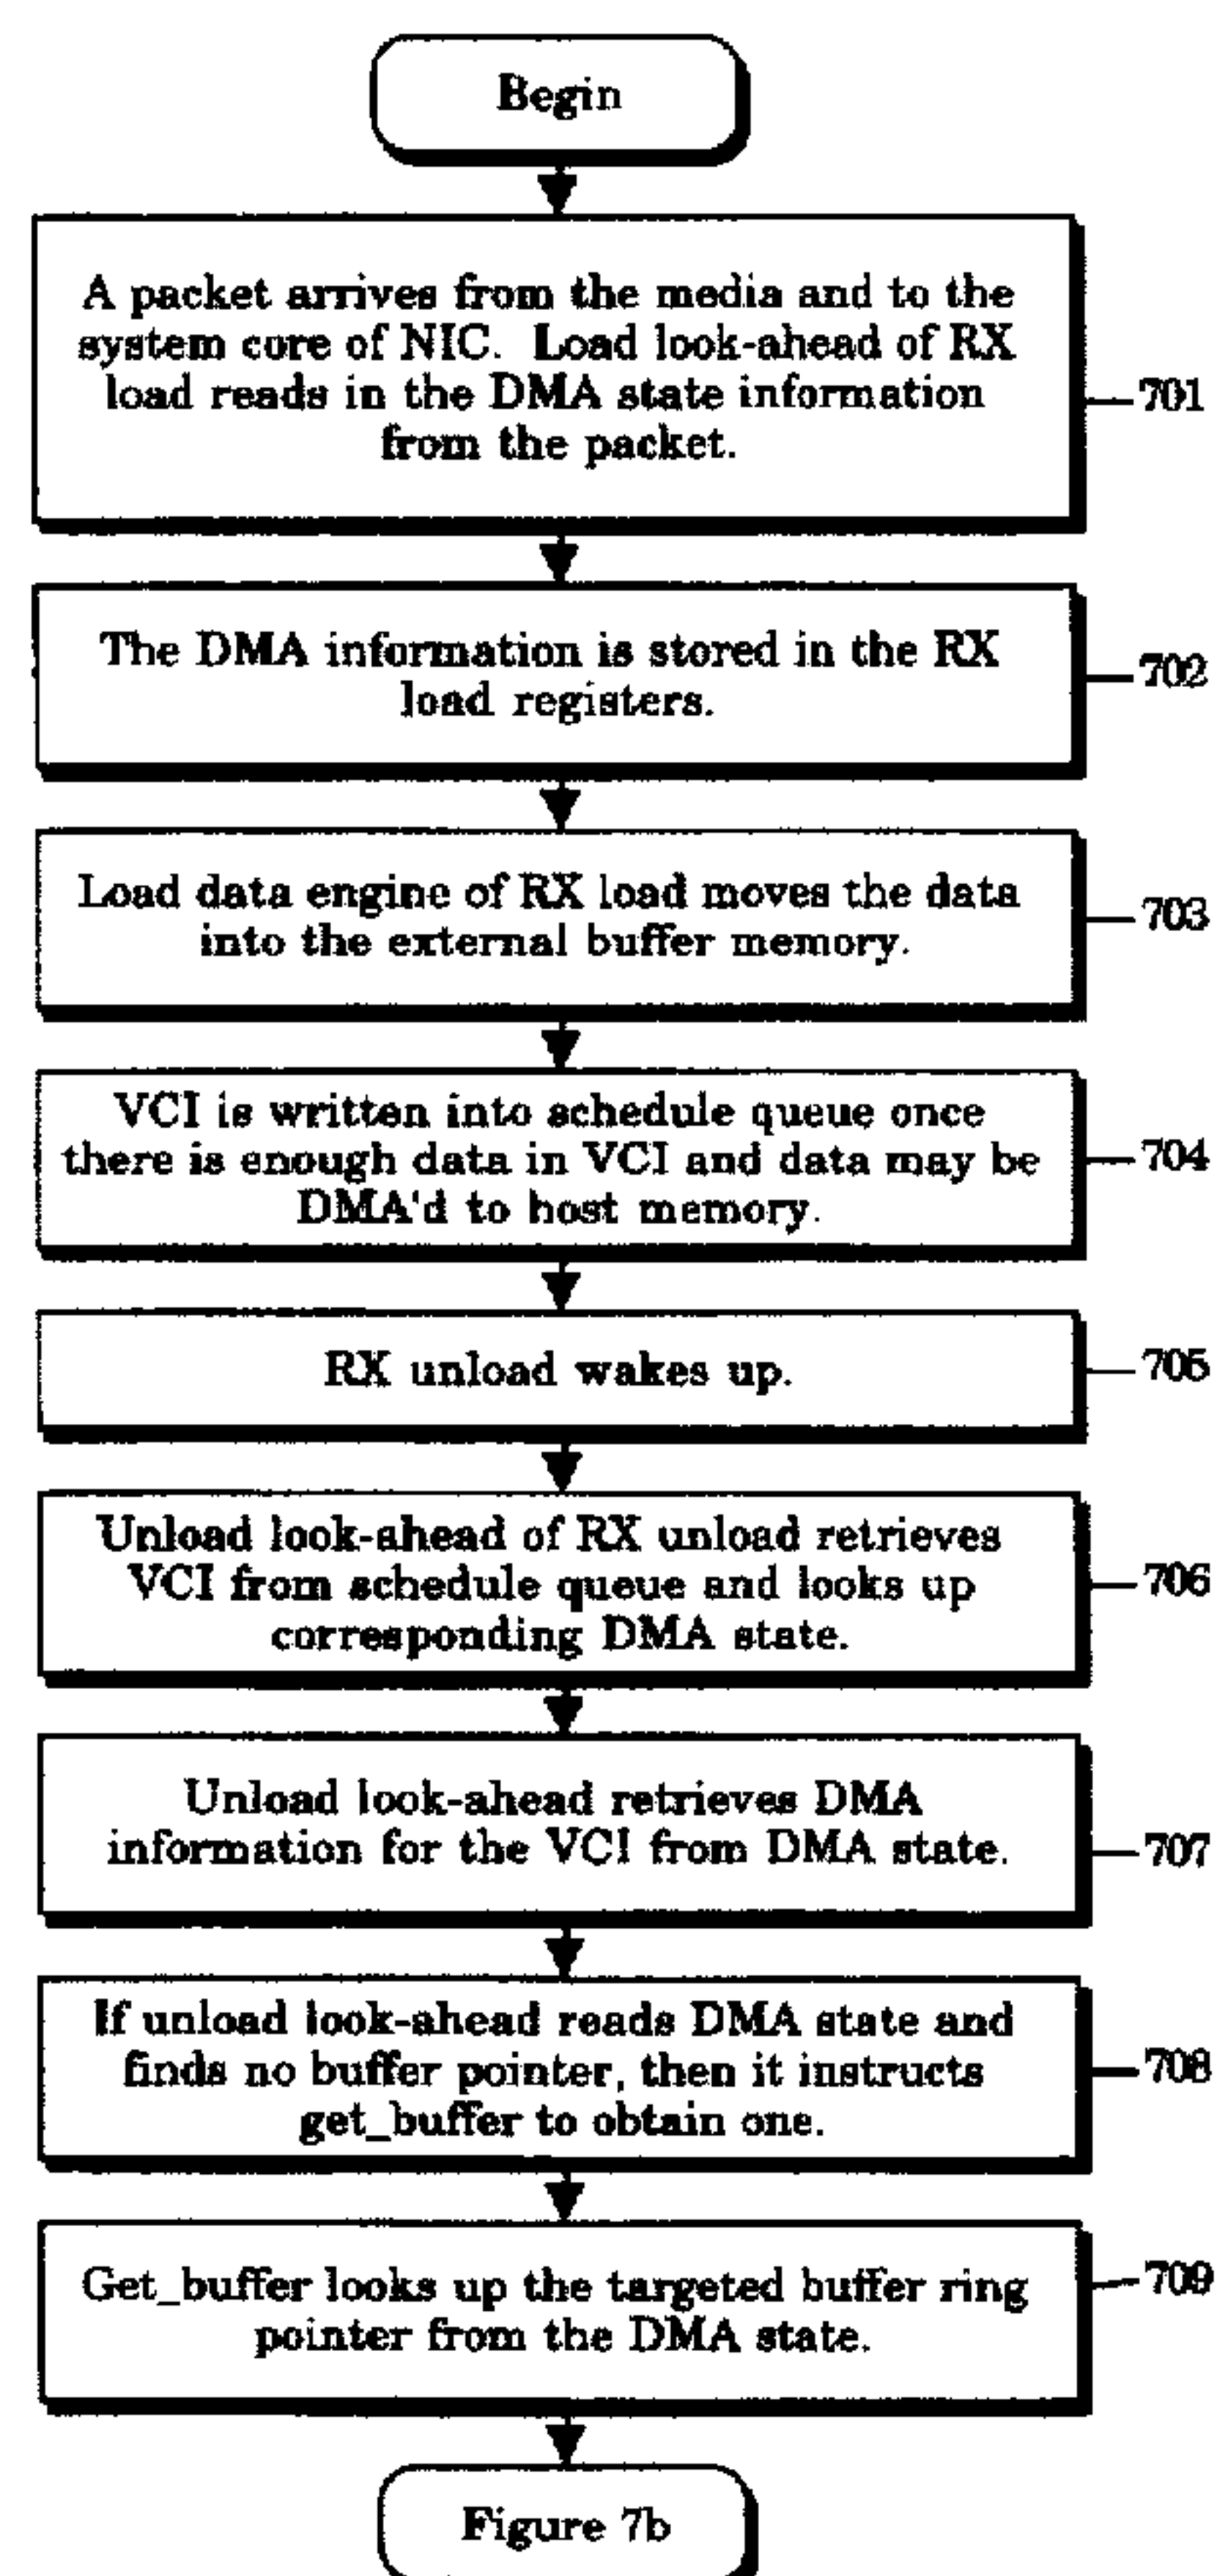 Begin
A packet arrives from the media and to the
system core of NIC. Load look-ahead of RX
load reads in the DMA state information
from the packet.
701
The DMA information is stored in the RX
load registers.
702
Load data engine of RX load moves the data
into the external buffer memory.
703
VCI is written into schedule queue once
there is enough data in VCI and data may be
DMA'd to host memory.
704
RX unload wakes up.
705
Unload look-ahead of RX unload retrieves
VCI from schedule queue and looks up
corresponding DMA state.
706
Unload look-ahead retrieves DMA
information for the VCI from DMA state.
707
If unload look-ahead reads DMA state and
finds no buffer pointer, then it instructs
get_buffer to obtain one.
708
Get_buffer looks up the targeted buffer ring
pointer from the DMA state.
709
Figure 7b